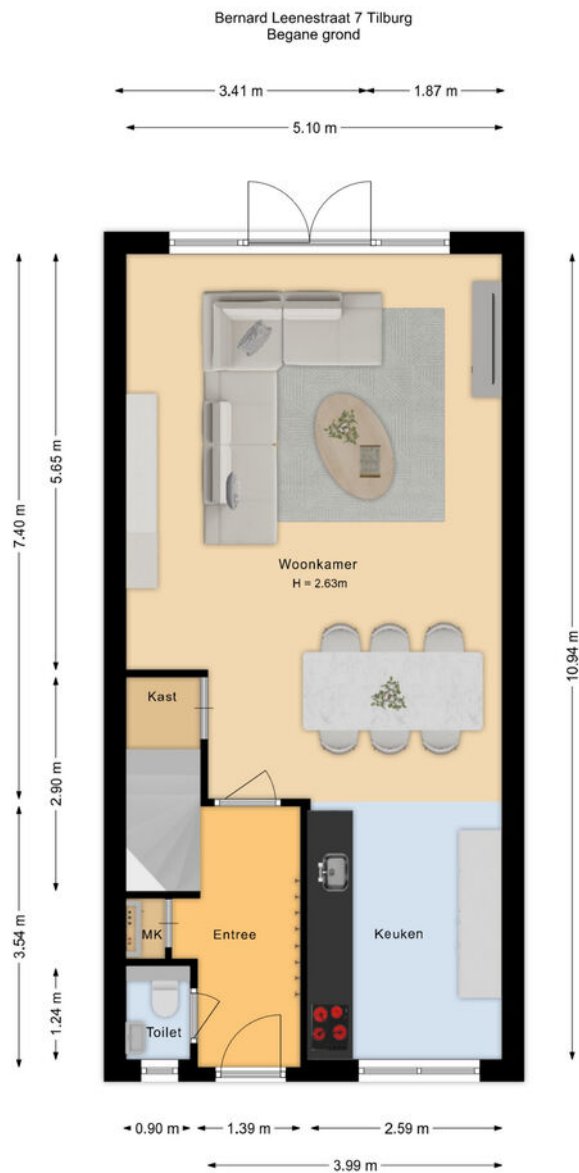 Bernard Leenestraat 7 Tilburg
Begane grond
3.41 m
1.87 m
5.10 m
7.40 m
5.65 m
10.94 m
Woonkamer
H = 2.63m
Kast
2.90 m
3.54 m
MK
Entree
Keuken
1.24 m
Toilet
0.90 m
1.39 m
2.59 m
3.99 m